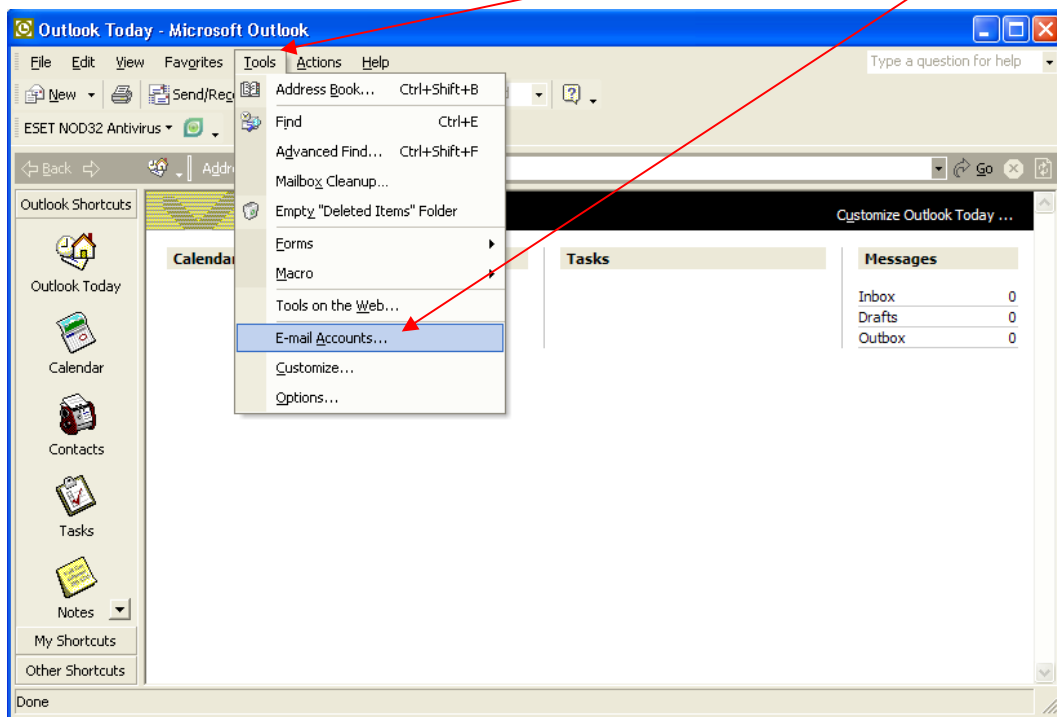 Outlook Today - Microsoft Outlook
File Edit View Favorites Tools Actions Help Type a question for help
New Send/Rec
ESET NOD32 Antivirus
Back Addr Go
Address Book... Ctrl+Shift+B
Find Ctrl+E
Advanced Find... Ctrl+Shift+F
Mailbox Cleanup...
Empty "Deleted Items" Folder
Forms
Macro
Tools on the Web...
E-mail Accounts...
Customize...
Options...
Outlook Shortcuts
Outlook Today
Calendar
Contacts
Tasks
Notes
My Shortcuts
Other Shortcuts
Customize Outlook Today ...
Calenda Tasks Messages
Inbox 0
Drafts 0
Outbox 0
Done